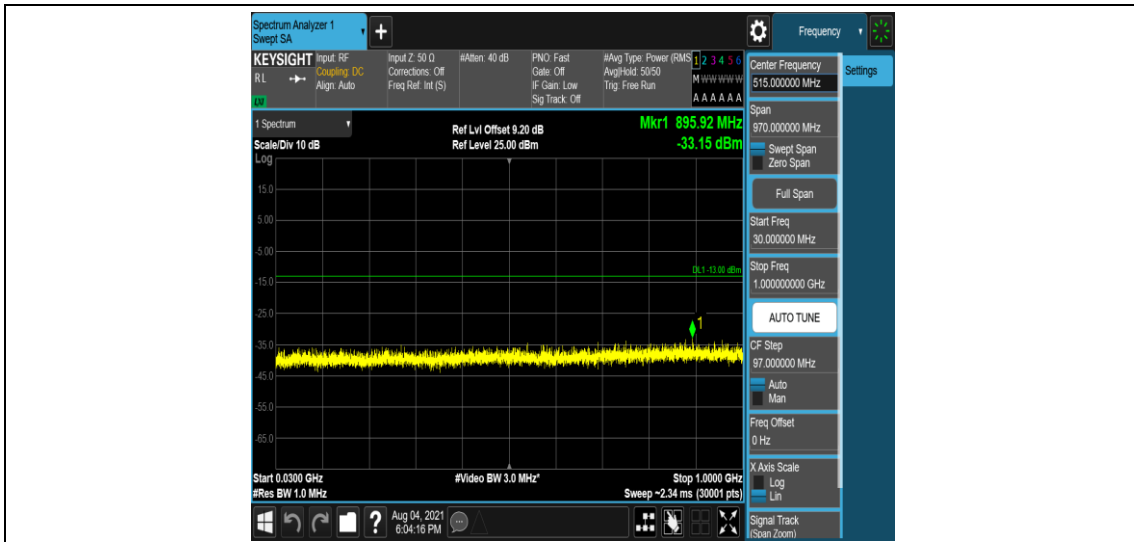 Spectrum Analyzer 1
Swept SA
+
Frequency
KEYSIGHT Input: RF Input Z: 50 Ω #Atten: 40 dB PNO: Fast #Avg Type: Power (RMS 1 2 3 4 5 6
RL Coupling: DC Corrections: Off Gate: Off Avg|Hold: 50/50 M W W W W W
Align: Auto Freq Ref: Int (S) IF Gain: Low Trig: Free Run
Sig Track: Off A A A A A A
LM
1 Spectrum
Scale/Div 10 dB
Ref Lvl Offset 9.20 dB
Ref Level 25.00 dBm
Mkr1 895.92 MHz
-33.15 dBm
Log
15.0
5.00
-5.00
DL1 -13.00 dBm
-15.0
-25.0
1
-35.0
-45.0
-55.0
-65.0
Start 0.0300 GHz #Video BW 3.0 MHz* Stop 1.0000 GHz
#Res BW 1.0 MHz Sweep ~2.34 ms (30001 pts)
? Aug 04, 2021
6:04:16 PM
Center Frequency
515.000000 MHz
Settings
Span
970.000000 MHz
Swept Span
Zero Span
Full Span
Start Freq
30.000000 MHz
Stop Freq
1.000000000 GHz
AUTO TUNE
CF Step
97.000000 MHz
Auto
Man
Freq Offset
0 Hz
X Axis Scale
Log
Lin
Signal Track
(Span Zoom)